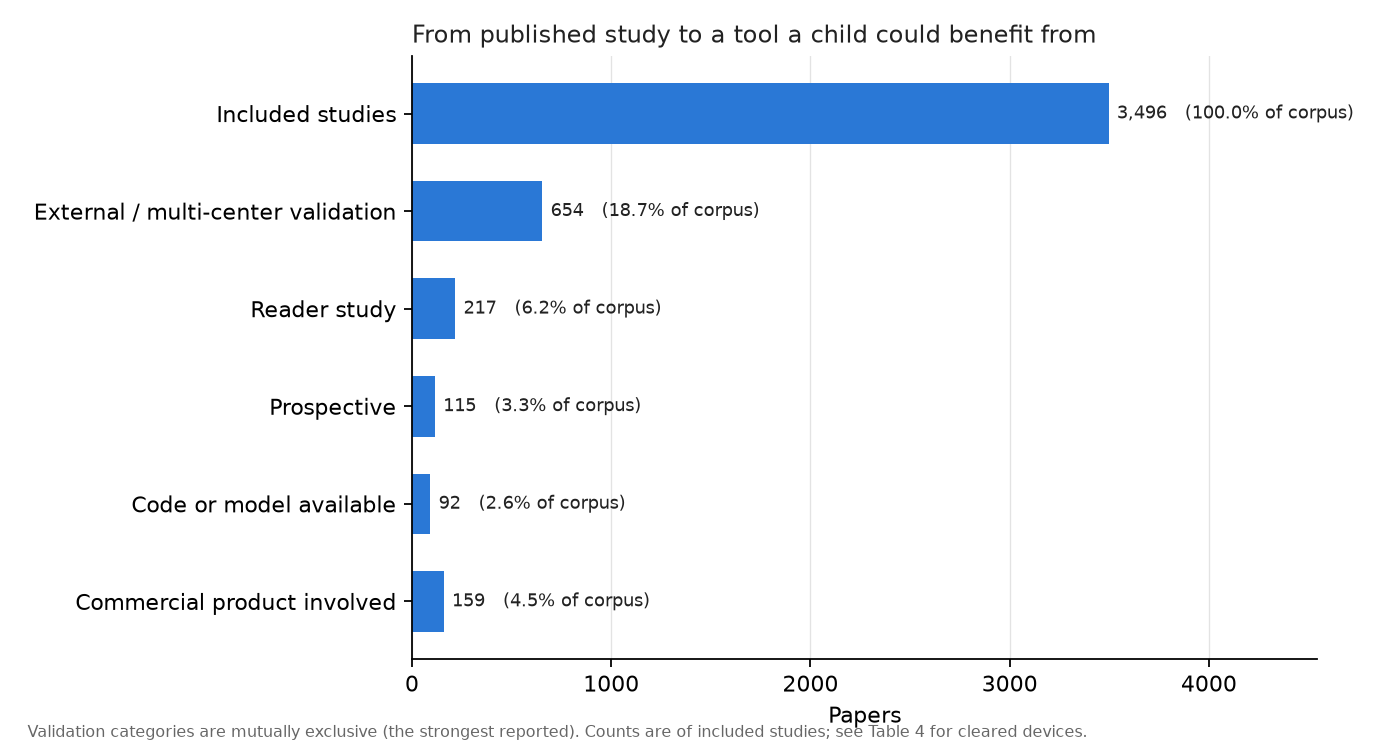 From published study to a tool a child could benefit from
Included studies
3,496 (100.0% of corpus)
External / multi-center validation
654 (18.7% of corpus)
Reader study
217 (6.2% of corpus)
Prospective
115 (3.3% of corpus)
Code or model available
92 (2.6% of corpus)
Commercial product involved
159 (4.5% of corpus)
0 1000 2000 3000 4000
Papers
Validation categories are mutually exclusive (the strongest reported). Counts are of included studies; see Table 4 for cleared devices.